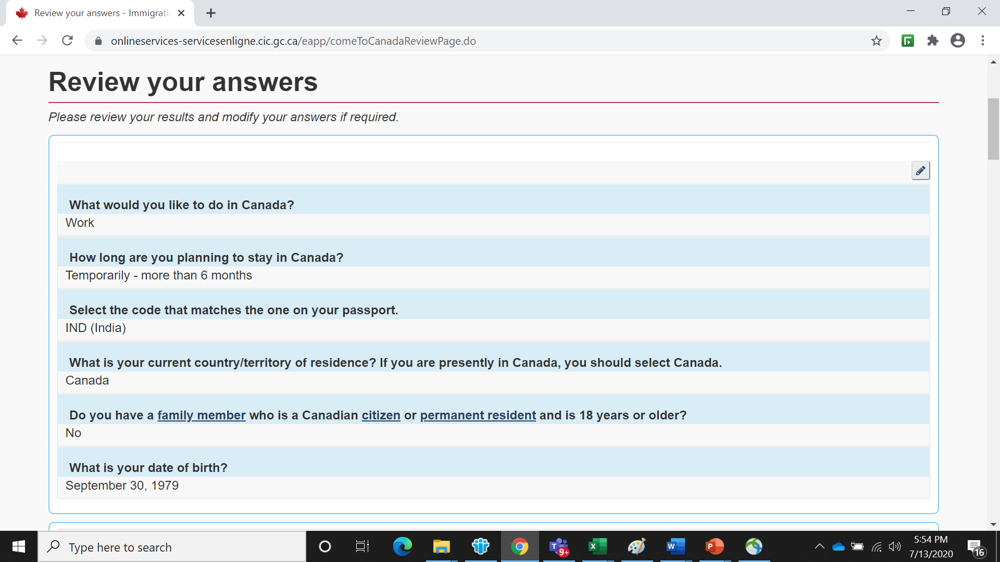 Review your answers - Immigrati
onlineservices-servicesenligne.cic.gc.ca/eapp/comeToCanadaReviewPage.do
Review your answers
Please review your results and modify your answers if required.
What would you like to do in Canada?
Work
How long are you planning to stay in Canada?
Temporarily - more than 6 months
Select the code that matches the one on your passport.
IND (India)
What is your current country/territory of residence? If you are presently in Canada, you should select Canada.
Canada
Do you have a family member who is a Canadian citizen or permanent resident and is 18 years or older?
No
What is your date of birth?
September 30, 1979
Type here to search
T
9+
X
W
P
5:54 PM
7/13/2020
16